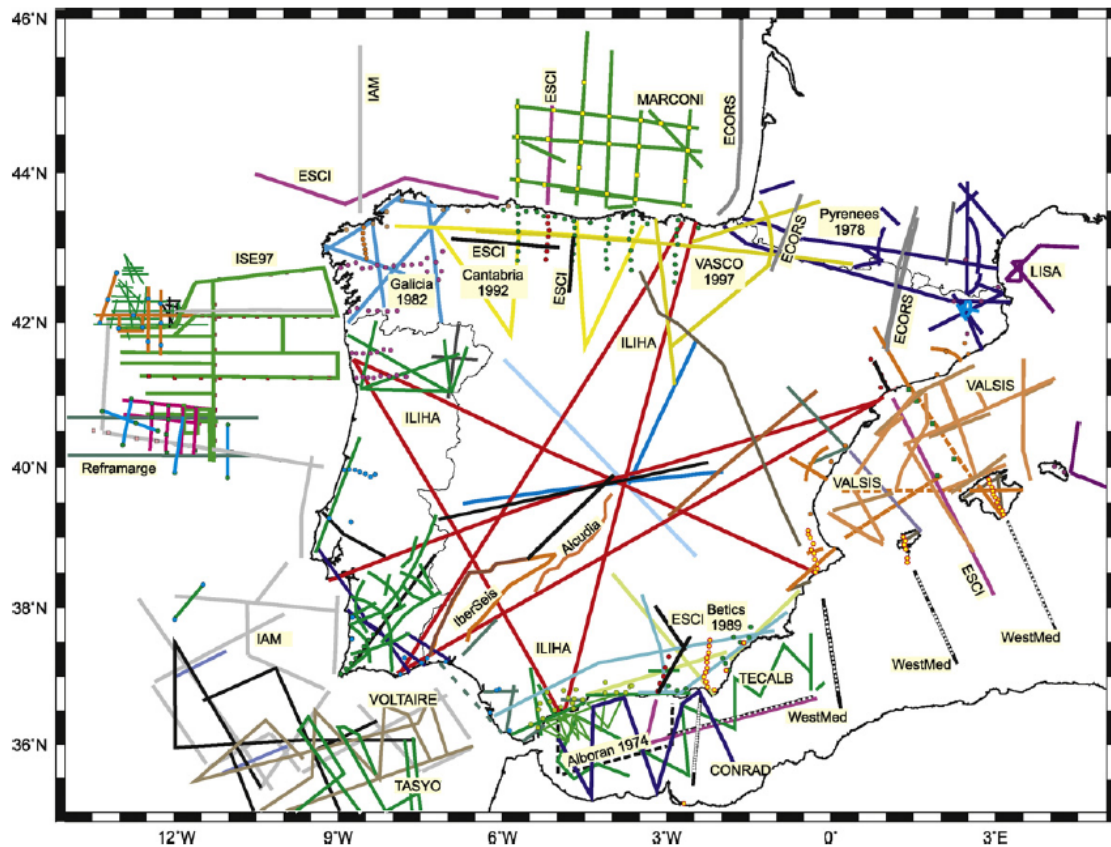 46°N
44°N
42°N
40°N
38°N
36°N
12°W
9°W
6°W
3°W
0°
3°E
IAM
ESCI
MARCONI
ECORS
ESCI
Pyrenees
1978
ISE97
ESCI
ECORS
VASCO
1997
LISA
Galicia
1982
Cantabria
1992
ESCI
ECORS
ILIHA
VALSIS
ILIHA
Reframarge
VALSIS
Alcudia
IberSeis
ESCI
ESCI
Betics
1989
WestMed
IAM
ILIHA
WestMed
TECALB
VOLTAIRE
WestMed
Alboran 1974
CONRAD
TASYO